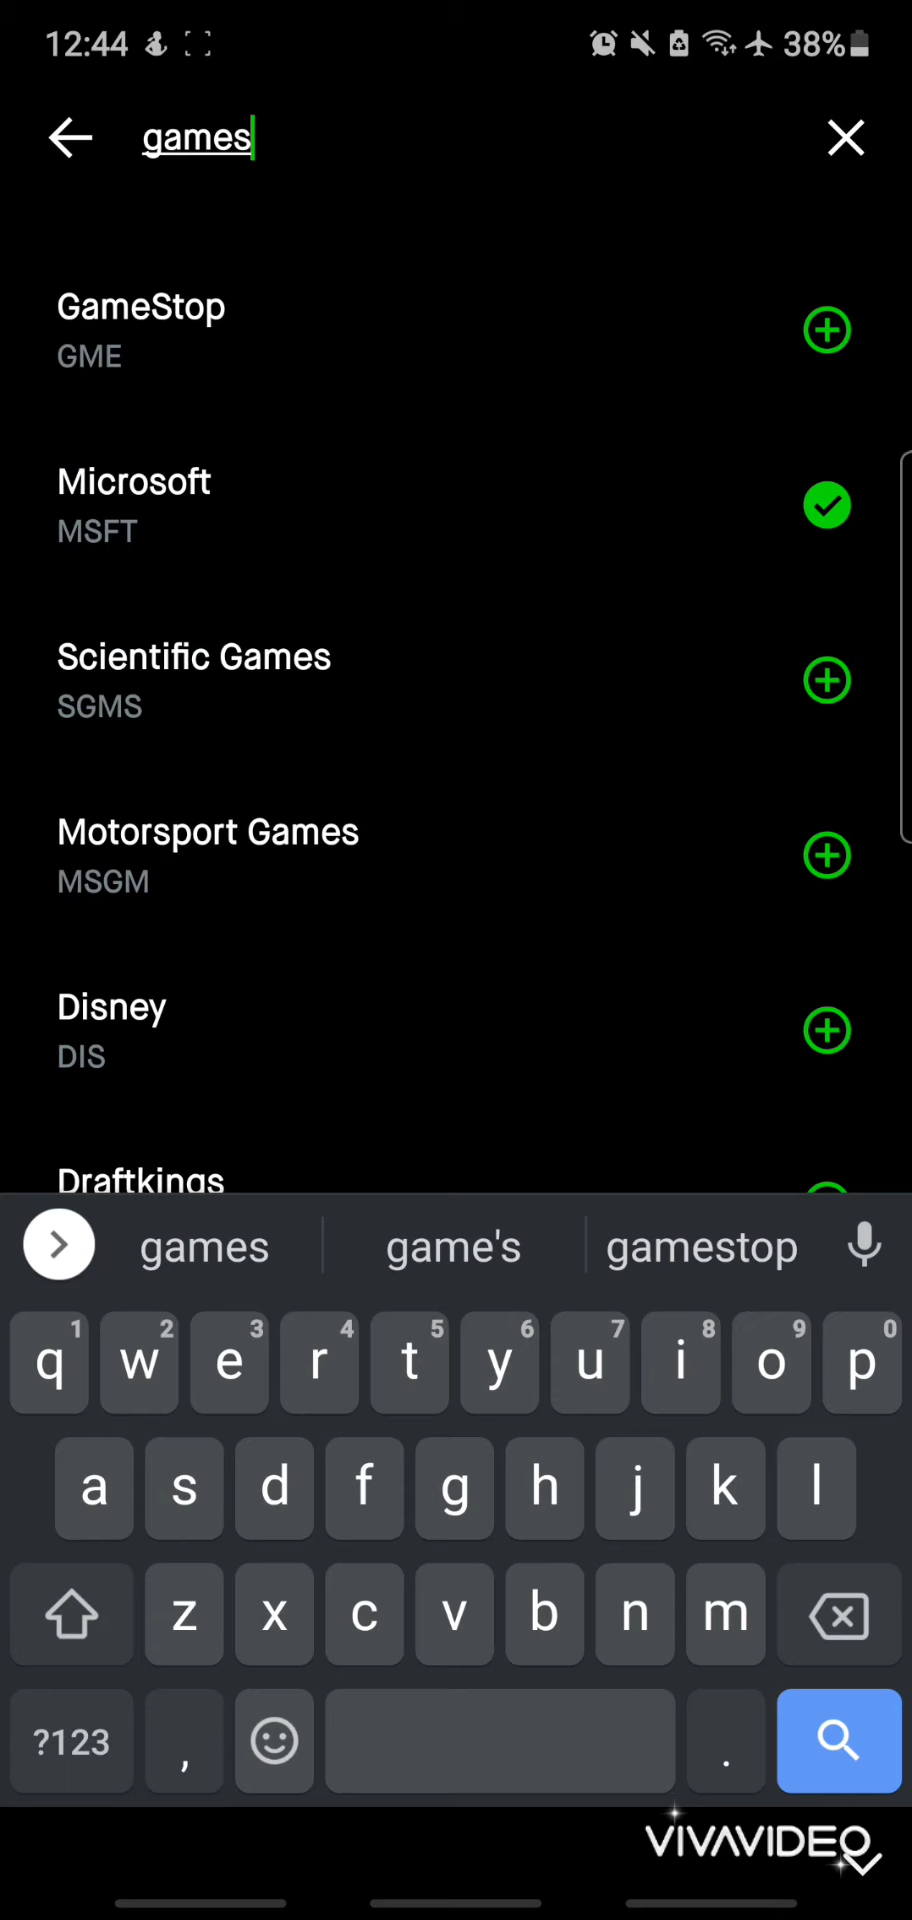 12:44 38%
games
GameStop
GME
Microsoft
MSFT
Scientific Games
SGMS
Motorsport Games
MSGM
Disney
DIS
Draftkings
games game's gamestop
1 2 3 4 5 6 7 8 9 0
q w e r t y u i o p
a s d f g h j k l
z x c v b n m
?123 , .
VIVAVIDEO